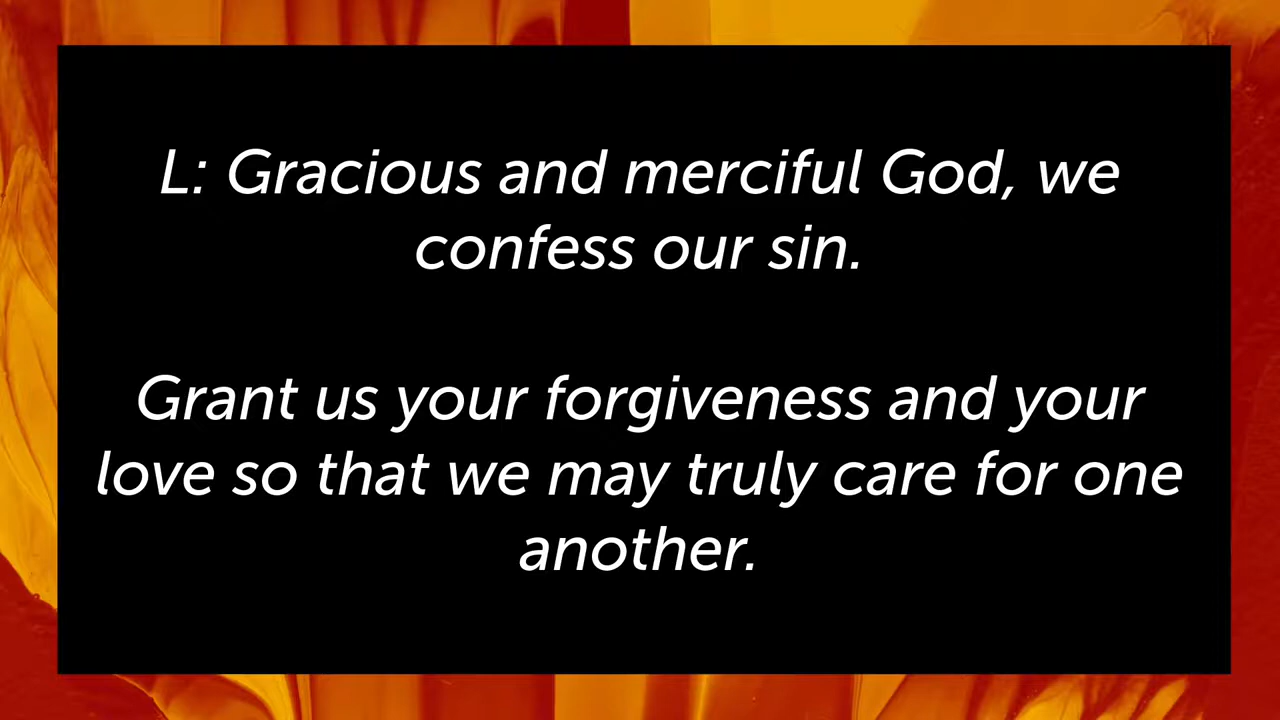 L: Gracious and merciful God, we
confess our sin.
Grant us your forgiveness and your
love so that we may truly care for one
another.